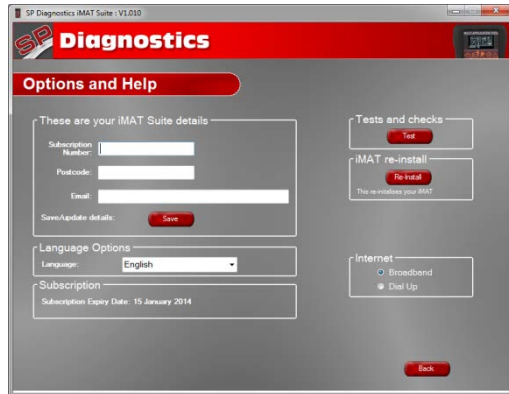 SP Diagnostics iMAT Suite : V1.010
SP Diagnostics
Options and Help
These are your iMAT Suite details
Subscription
Number:
Postcode:
Email:
Save/update details: Save
Language Options
Language: English
Subscription
Subscription Expiry Date: 15 January 2014
Tests and checks
Test
iMAT re-install
Re-Install
This re-initialises your iMAT
Internet
Broadband
Dial Up
Back